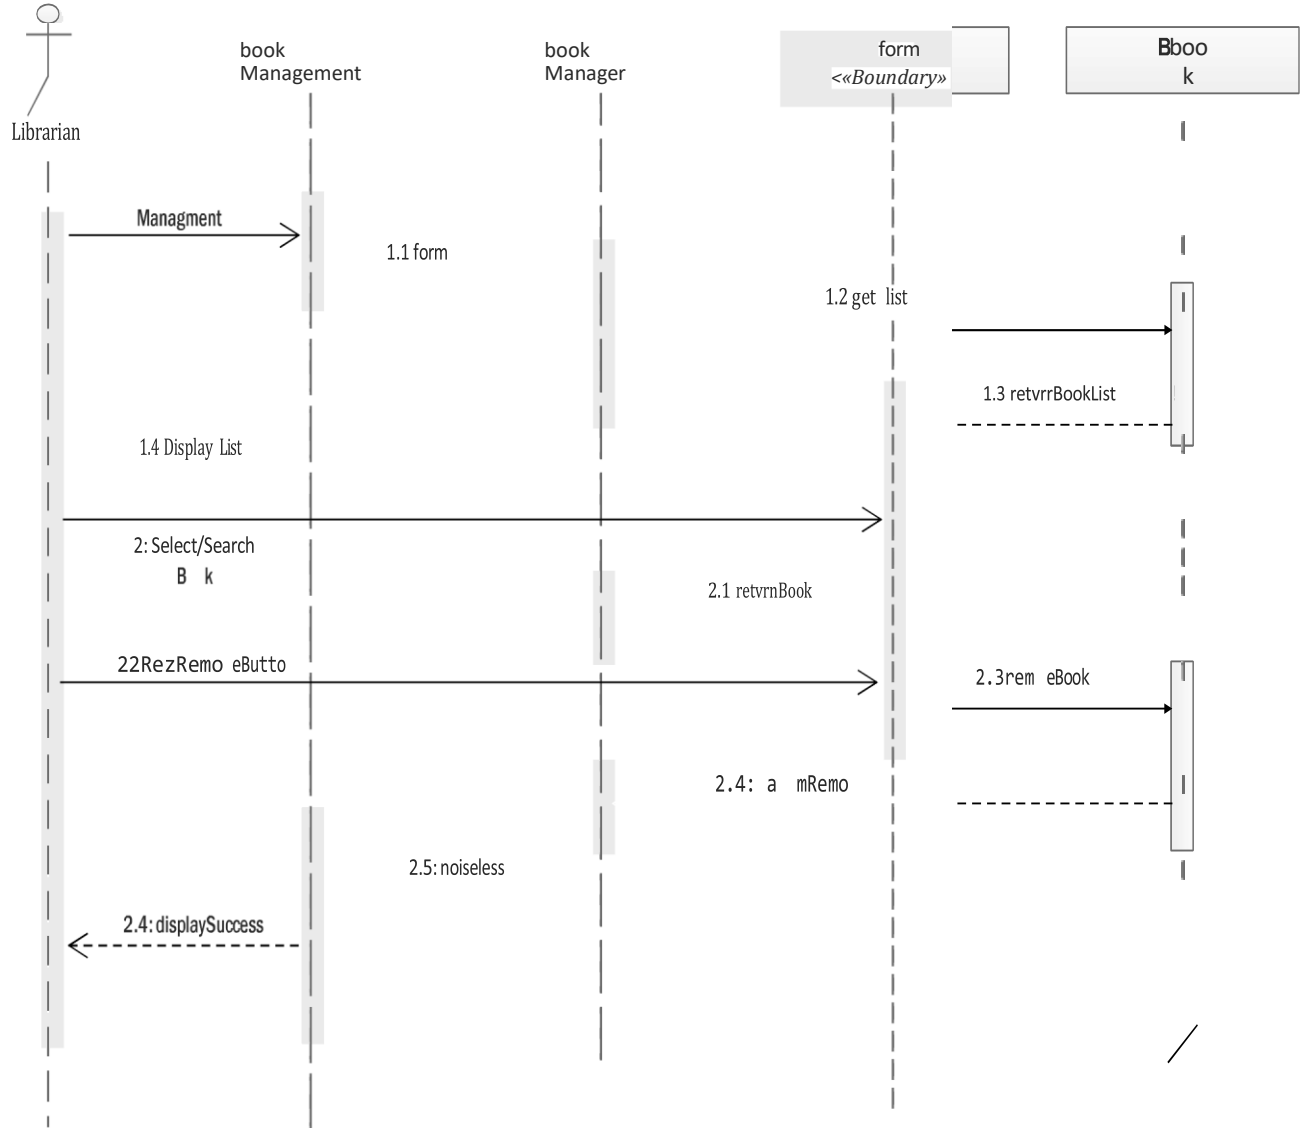 book
Management
book
Manager
form
<«Boundary»
Bboo
k
Librarian
Managment
1.1 form
1.2 get list
1.3 retvrrBookList
1.4 Display List
2: Select/Search
B k
2.1 retvrnBook
22RezRemo eButto
2.3rem eBook
2.4: a mRemo
2.5: noiseless
2.4: displaySuccess